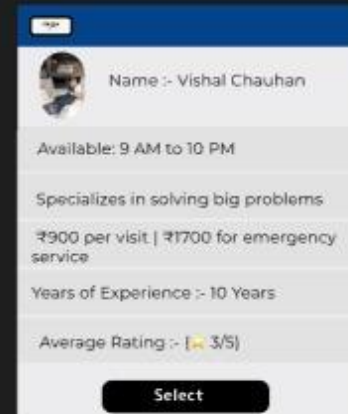 Name :- Vishal Chauhan
Available: 9 AM to 10 PM
Specializes in solving big problems
₹900 per visit | ₹1700 for emergency
service
Years of Experience :- 10 Years
Average Rating :- (⭐ 3/5)
Select